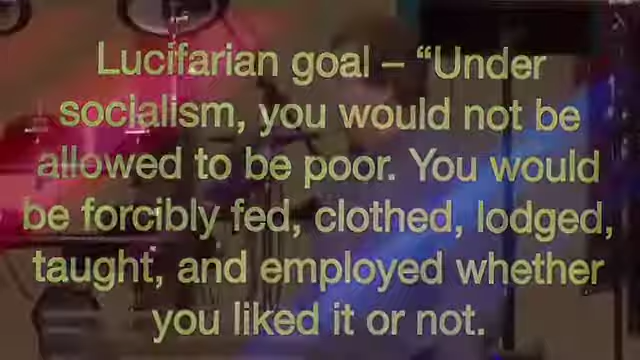 Lucifarian goal – “Under
socialism, you would not be
allowed to be poor. You would
be forcibly fed, clothed, lodged,
taught, and employed whether
you liked it or not.